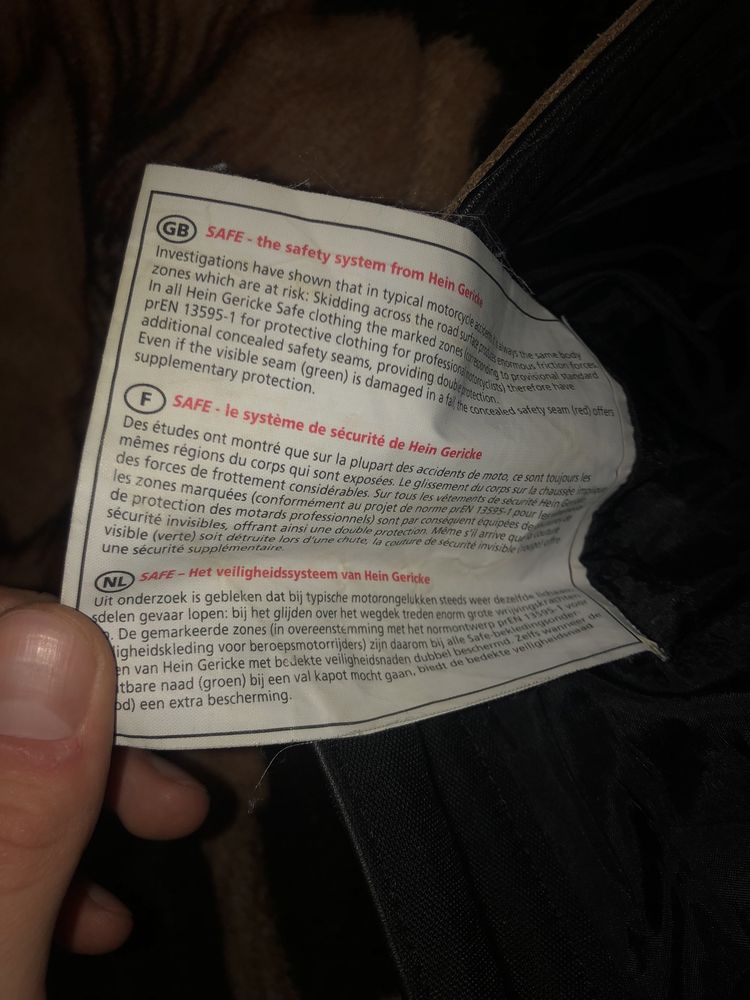 GB SAFE - the safety system from Hein Gericke
Investigations have shown that in typical motorcycle accidents always the same body
zones which are at risk: Skidding across the road surface produces enormous friction forces.
In all Hein Gericke Safe clothing the marked zones (corresponding to provisional standard
prEN 13595-1 for protective clothing for professional motorcyclists) therefore have
additional concealed safety seams, providing double protection.
Even if the visible seam (green) is damaged in a fall, the concealed safety seam (red) offers
supplementary protection.
F SAFE - le système de sécurité de Hein Gericke
Des études ont montré que sur la plupart des accidents de moto, ce sont toujours les
mêmes régions du corps qui sont exposées. Le glissement du corps sur la chaussée
des forces de frottement considérables. Sur tous les vêtements de sécurité Hein Gericke,
les zones marquées (conformément au projet de norme prEN 13595-1 pour
de protection des motards professionnels) sont par conséquent équipées de
sécurité invisibles, offrant ainsi une double protection. Même s'il arrive que la couture
visible (verte) soit détruite lors d'une chute, la couture de sécurité invisible (rouge) offre
une sécurité supplémentaire.
NL SAFE – Het veiligheidssysteem van Hein Gericke
Uit onderzoek is gebleken dat bij typische motorongelukken steeds weer dezelfde
sdelen gevaar lopen: bij het glijden over het wegdek treden enorm grote wrijvingskrachten
. De gemarkeerde zones (in overeenstemming met het normontwerp prEN 13595-1 voor
ligheidskleding voor beroepsmotorrijders) zijn daarom bij alle Safe-bekledingsonder-
en van Hein Gericke met bedekte veiligheidsnaden dubbel beschermd. Zelfs wanneer de
tbare naad (groen) bij een val kapot mocht gaan, biedt de bedekte veiligheidsnaad
od) een extra bescherming.